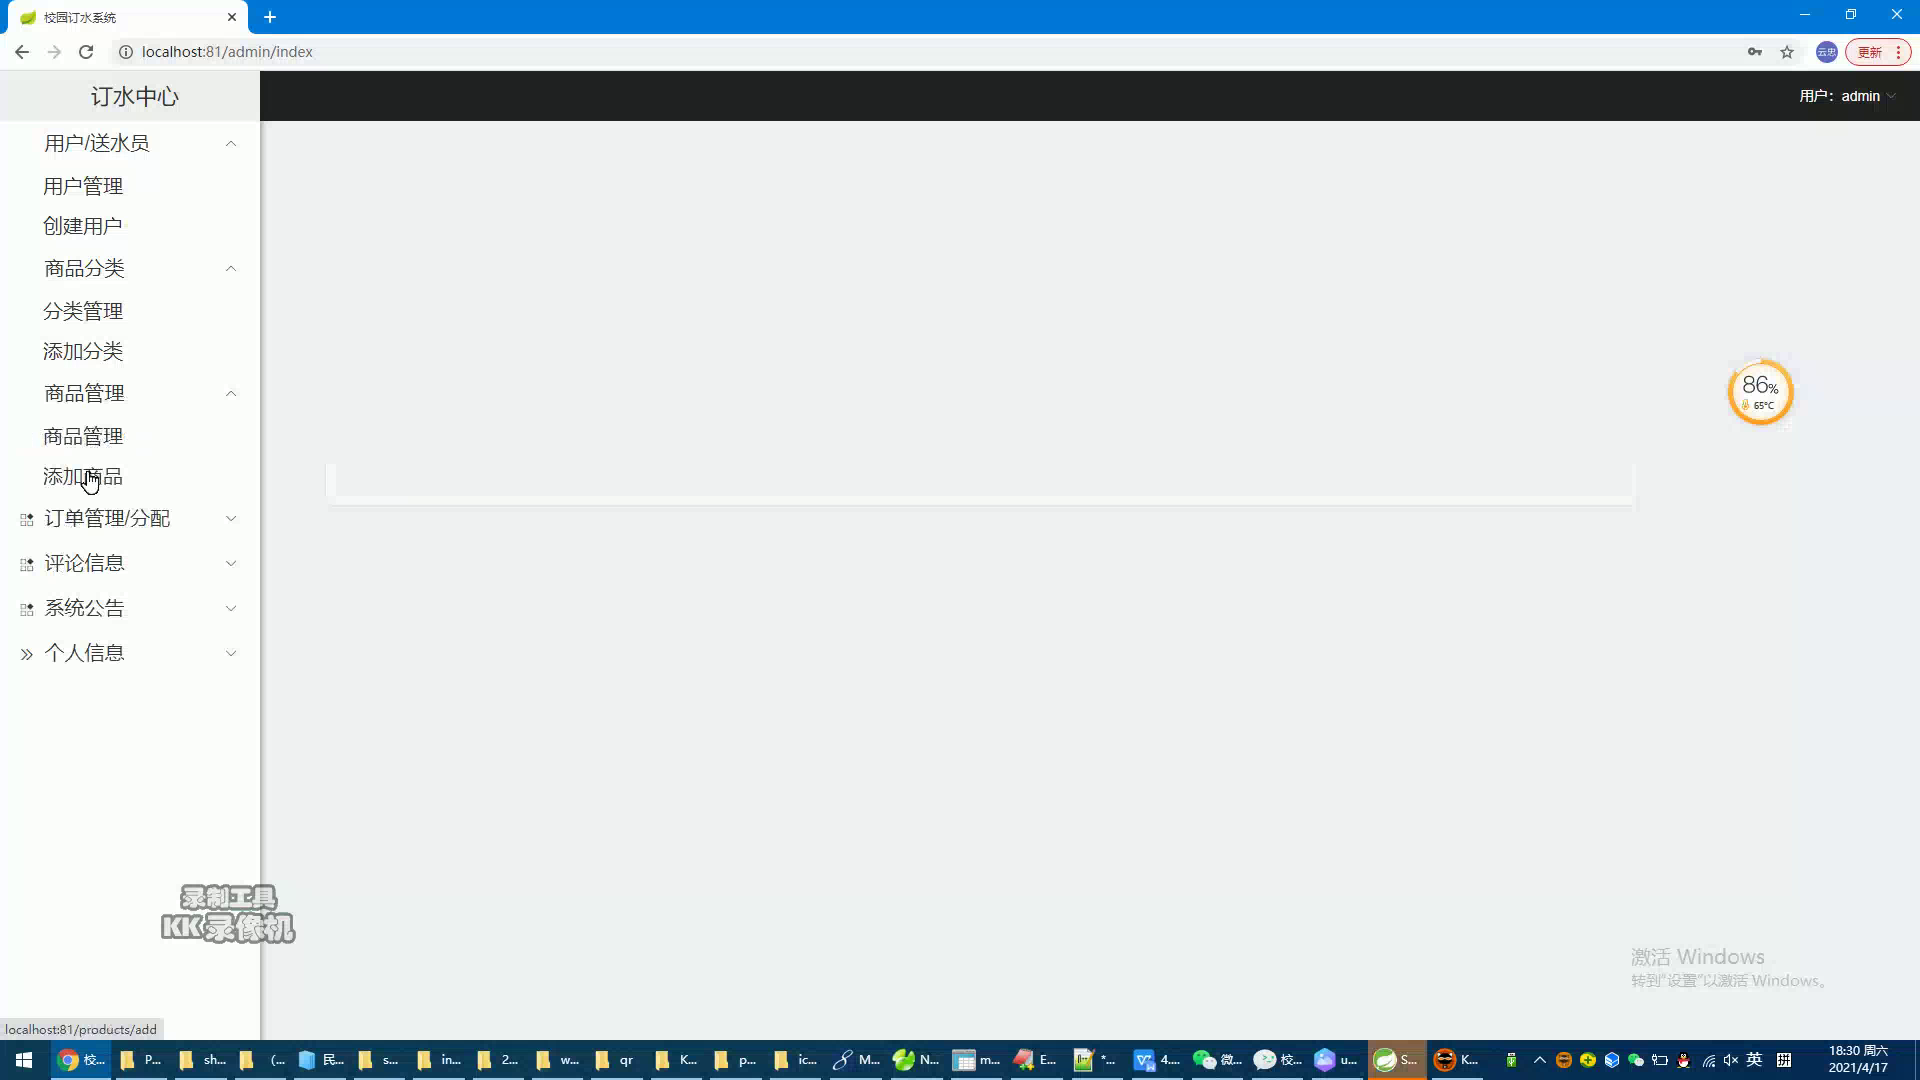 校园订水系统
localhost:81/admin/index
更新
订水中心
用户：admin
用户/送水员
用户管理
创建用户
商品分类
分类管理
添加分类
商品管理
商品管理
添加商品
订单管理/分配
评论信息
系统公告
个人信息
86%
65°C
录制工具
KK录像机
激活 Windows
转到“设置”以激活 Windows。
localhost:81/products/add
校... P... sh... (... 民... s... in... 2... w... qr K... p... ic... M... N... m... E... *... 4.... 微... 校... u... S... K... 英
18:30 周六
2021/4/17